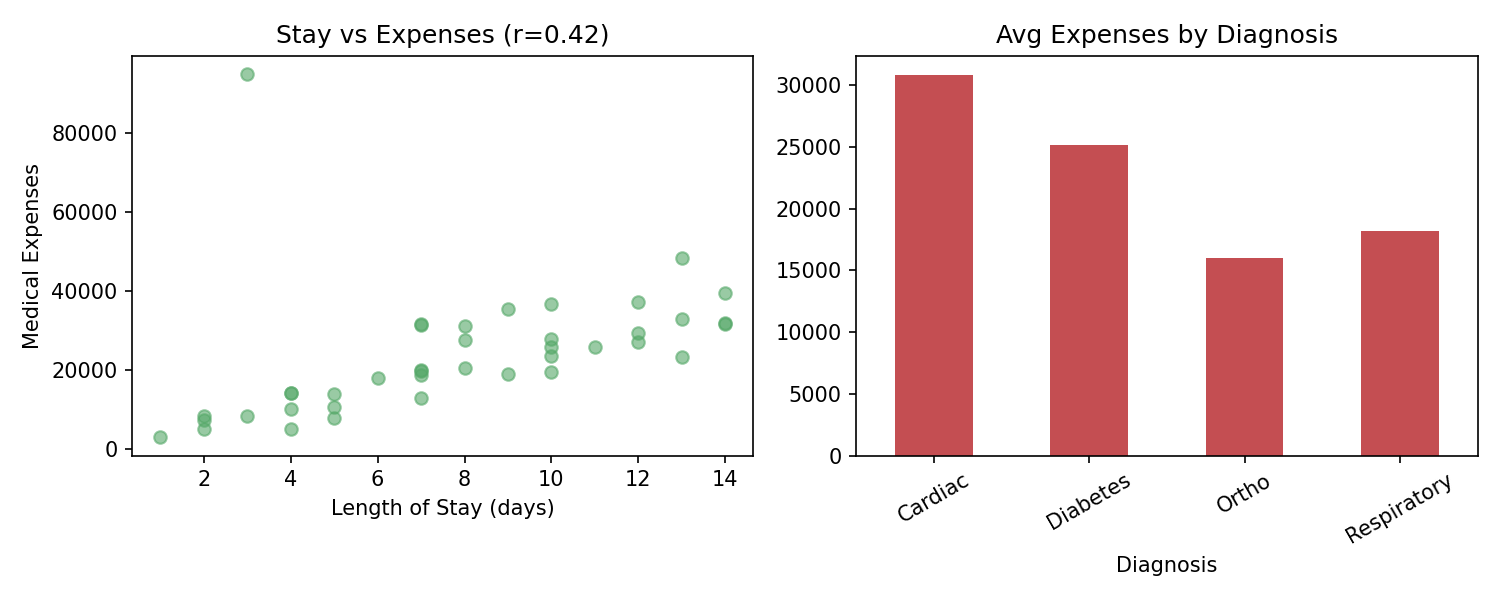 Stay vs Expenses (r=0.42)
80000
60000
40000
20000
0
Medical Expenses
2 4 6 8 10 12 14
Length of Stay (days)
Avg Expenses by Diagnosis
30000
25000
20000
15000
10000
5000
0
Cardiac Diabetes Ortho Respiratory
Diagnosis